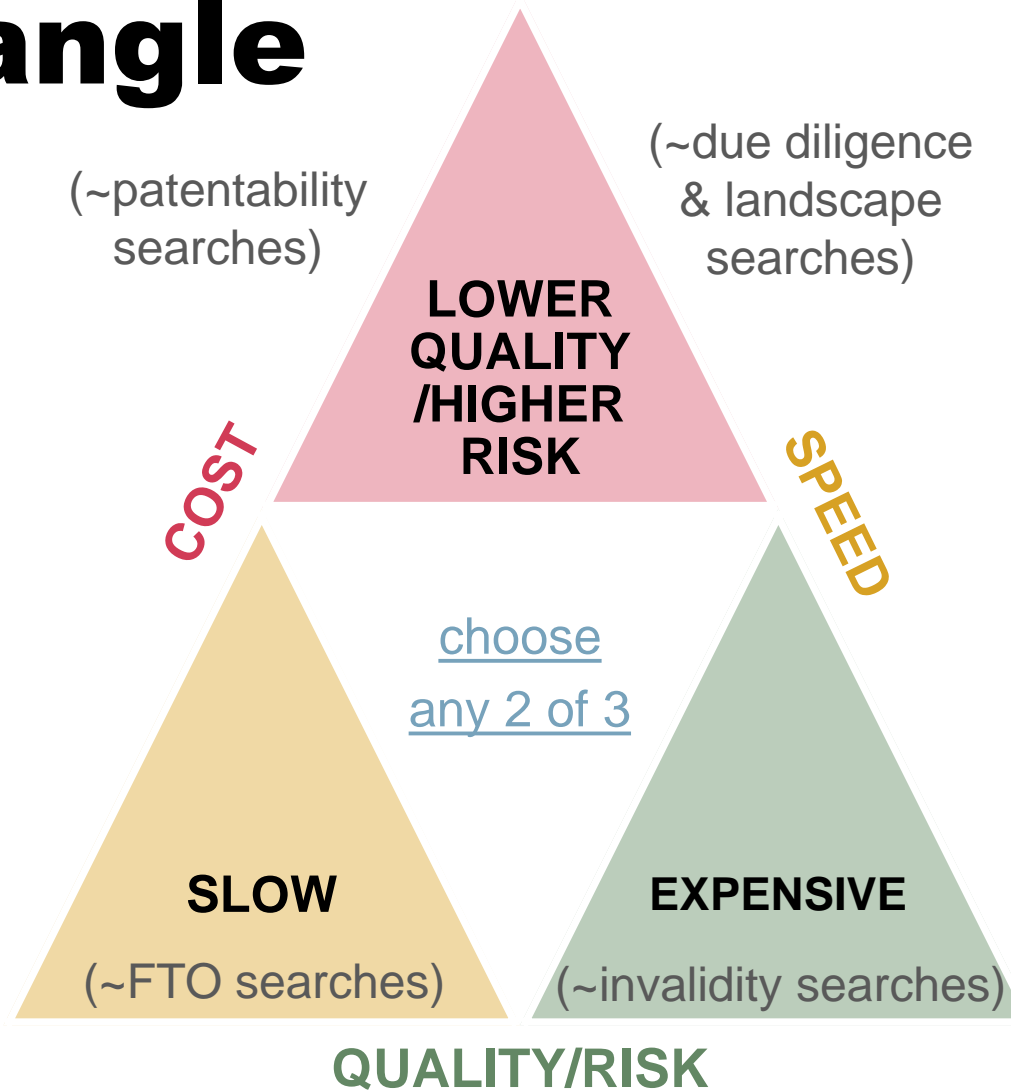 angle
(~patentability
searches)
(~due diligence
& landscape
searches)
LOWER
QUALITY
/HIGHER
RISK
COST
SPEED
choose
any 2 of 3
SLOW
(~FTO searches)
EXPENSIVE
(~invalidity searches)
QUALITY/RISK